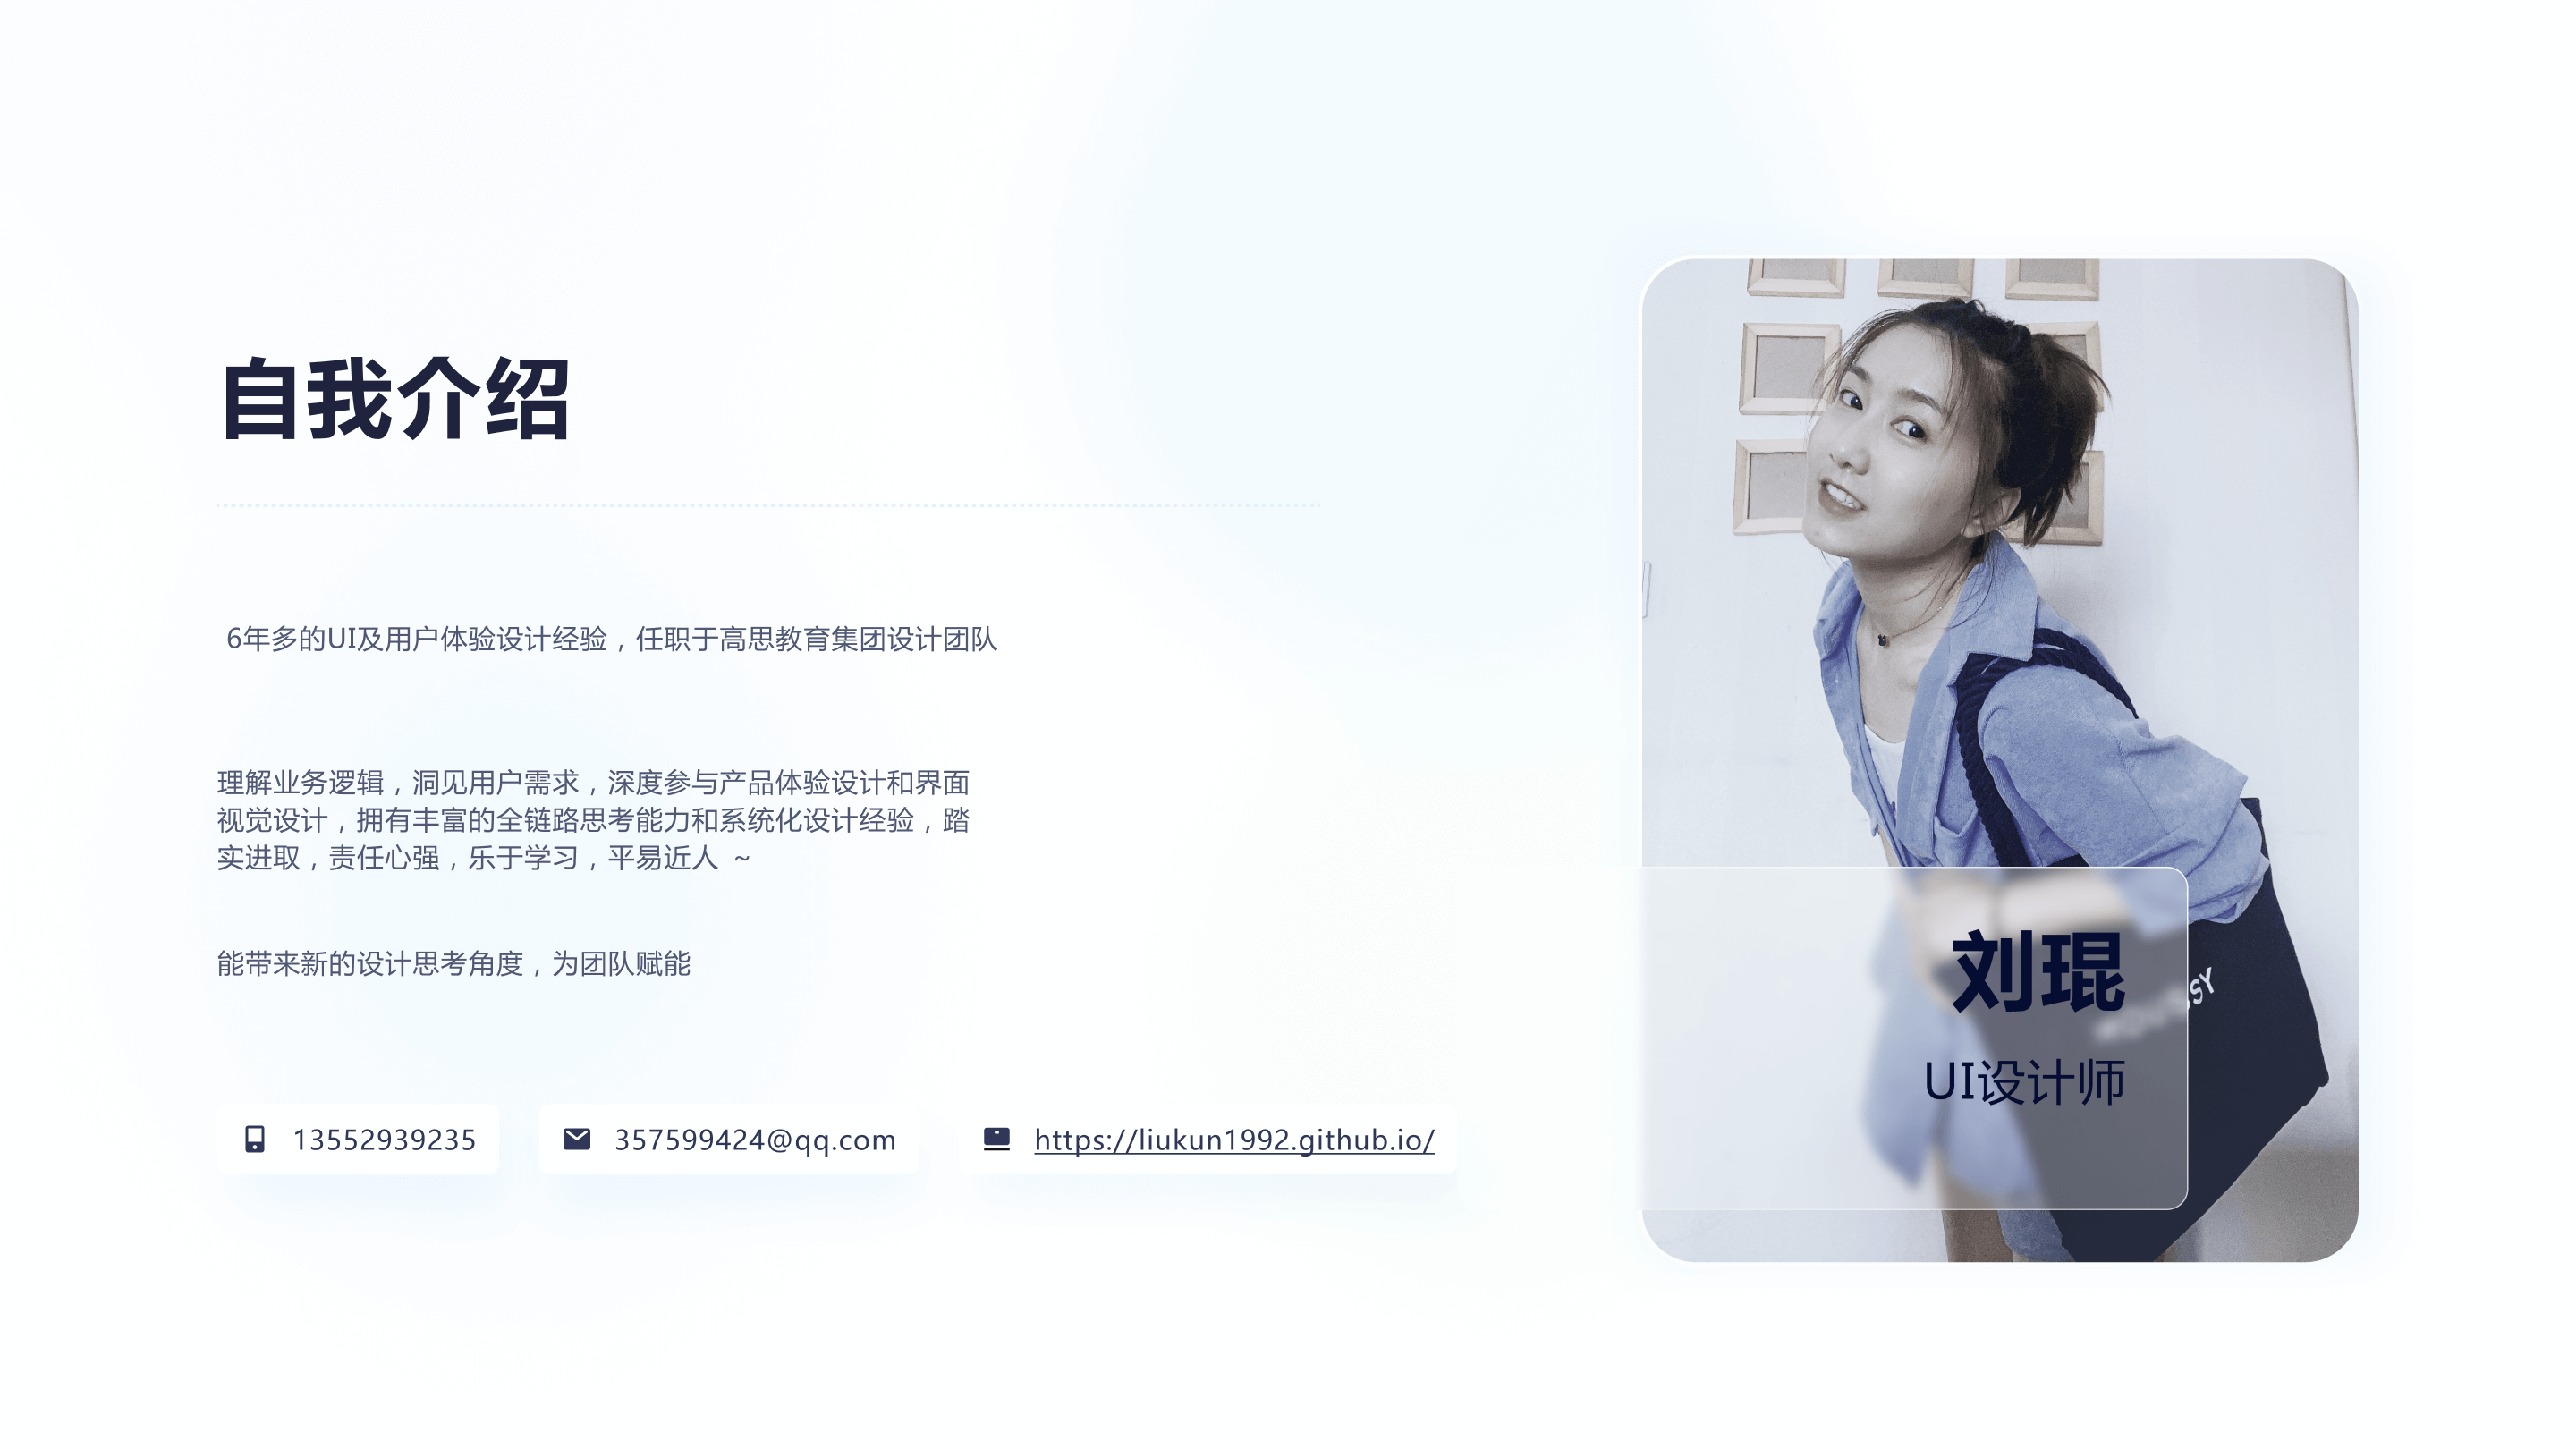 自我介绍
6年多的UI及用户体验设计经验，任职于高思教育集团设计团队
理解业务逻辑，洞见用户需求，深度参与产品体验设计和界面
视觉设计，拥有丰富的全链路思考能力和系统化设计经验，踏
实进取，责任心强，乐于学习，平易近人 ~
能带来新的设计思考角度，为团队赋能
13552939235
357599424@qq.com
https://liukun1992.github.io/
刘琨
UI设计师